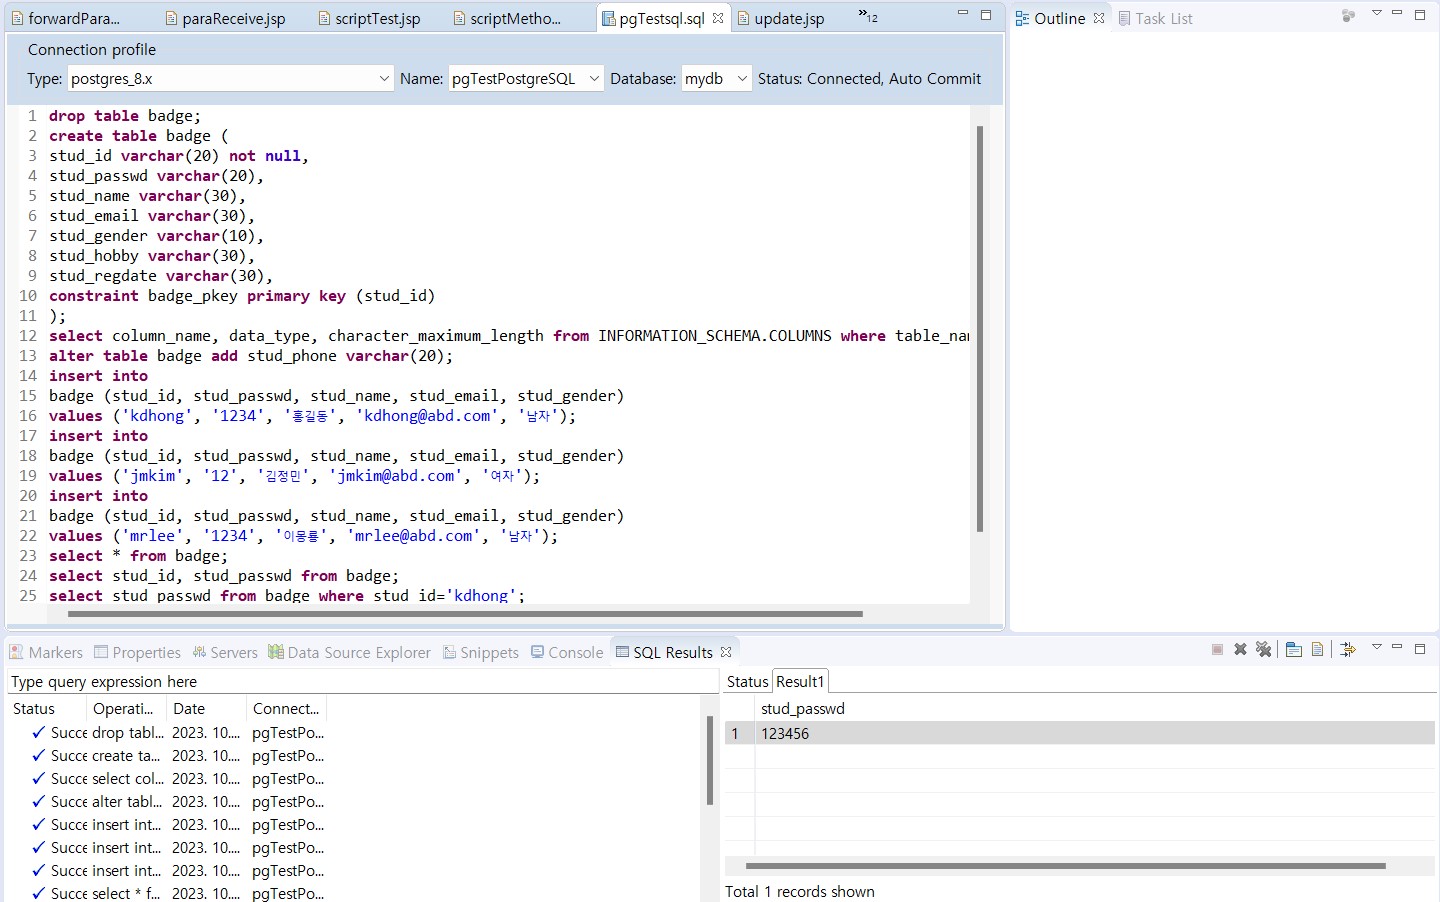 forwardPara... paraReceive.jsp scriptTest.jsp scriptMetho... pgTestsql.sql update.jsp »12
Outline Task List
Connection profile
Type: postgres_8.x Name: pgTestPostgreSQL Database: mydb Status: Connected, Auto Commit
1 drop table badge;
2 create table badge (
3 stud_id varchar(20) not null,
4 stud_passwd varchar(20),
5 stud_name varchar(30),
6 stud_email varchar(30),
7 stud_gender varchar(10),
8 stud_hobby varchar(30),
9 stud_regdate varchar(30),
10 constraint badge_pkey primary key (stud_id)
11 );
12 select column_name, data_type, character_maximum_length from INFORMATION_SCHEMA.COLUMNS where table_nam
13 alter table badge add stud_phone varchar(20);
14 insert into
15 badge (stud_id, stud_passwd, stud_name, stud_email, stud_gender)
16 values ('kdhong', '1234', '홍길동', 'kdhong@abd.com', '남자');
17 insert into
18 badge (stud_id, stud_passwd, stud_name, stud_email, stud_gender)
19 values ('jmkim', '12', '김정민', 'jmkim@abd.com', '여자');
20 insert into
21 badge (stud_id, stud_passwd, stud_name, stud_email, stud_gender)
22 values ('mrlee', '1234', '이몽룡', 'mrlee@abd.com', '남자');
23 select * from badge;
24 select stud_id, stud_passwd from badge;
25 select stud_passwd from badge where stud_id='kdhong';
Markers Properties Servers Data Source Explorer Snippets Console SQL Results
Type query expression here
Status Operati... Date Connect...
Succe drop tabl... 2023. 10.... pgTestPo...
Succe create ta... 2023. 10.... pgTestPo...
Succe select col... 2023. 10.... pgTestPo...
Succe alter tabl... 2023. 10.... pgTestPo...
Succe insert int... 2023. 10.... pgTestPo...
Succe insert int... 2023. 10.... pgTestPo...
Succe insert int... 2023. 10.... pgTestPo...
Succe select * f... 2023. 10.... pgTestPo...
Status Result1
stud_passwd
1 123456
Total 1 records shown